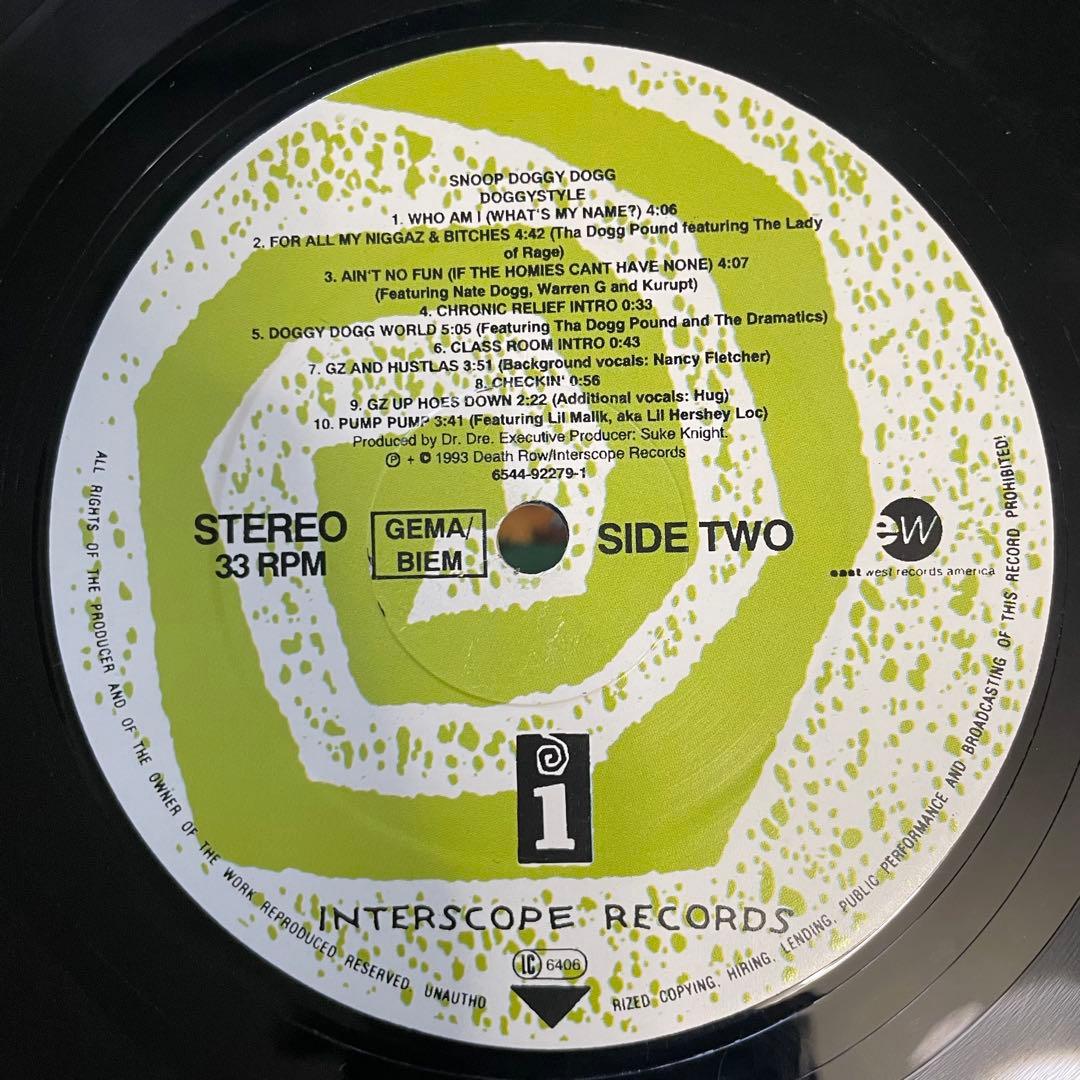 SNOOP DOGGY DOGG
DOGGYSTYLE
1. WHO AM I (WHAT'S MY NAME?) 4:06
2. FOR ALL MY NIGGAZ & BITCHES 4:42 (Tha Dogg Pound featuring The Lady
of Rage)
3. AIN'T NO FUN (IF THE HOMIES CANT HAVE NONE) 4:07
(Featuring Nate Dogg, Warren G and Kurupt)
4. CHRONIC RELIEF INTRO 0:33
5. DOGGY DOGG WORLD 5:05 (Featuring Tha Dogg Pound and The Dramatics)
6. CLASS ROOM INTRO 0:43
7. GZ AND HUSTLAS 3:51 (Background vocals: Nancy Fletcher)
8. CHECKIN' 0:56
9. GZ UP HOES DOWN 2:22 (Additional vocals: Hug)
10. PUMP PUMP 3:41 (Featuring Lil Malik, aka Lil Hershey Loc)
Produced by Dr. Dre. Executive Producer: Suke Knight.
℗ + © 1993 Death Row/Interscope Records
6544-92279-1
STEREO
33 RPM
GEMA/
BIEM
SIDE TWO
ew
east west records america
i
INTERSCOPE RECORDS
LC 6406
ALL RIGHTS OF THE PRODUCER AND OF THE OWNER OF THE WORK REPRODUCED RESERVED. UNAUTHO
RIZED COPYING, HIRING, LENDING, PUBLIC PERFORMANCE AND BROADCASTING OF THIS RECORD PROHIBITED!